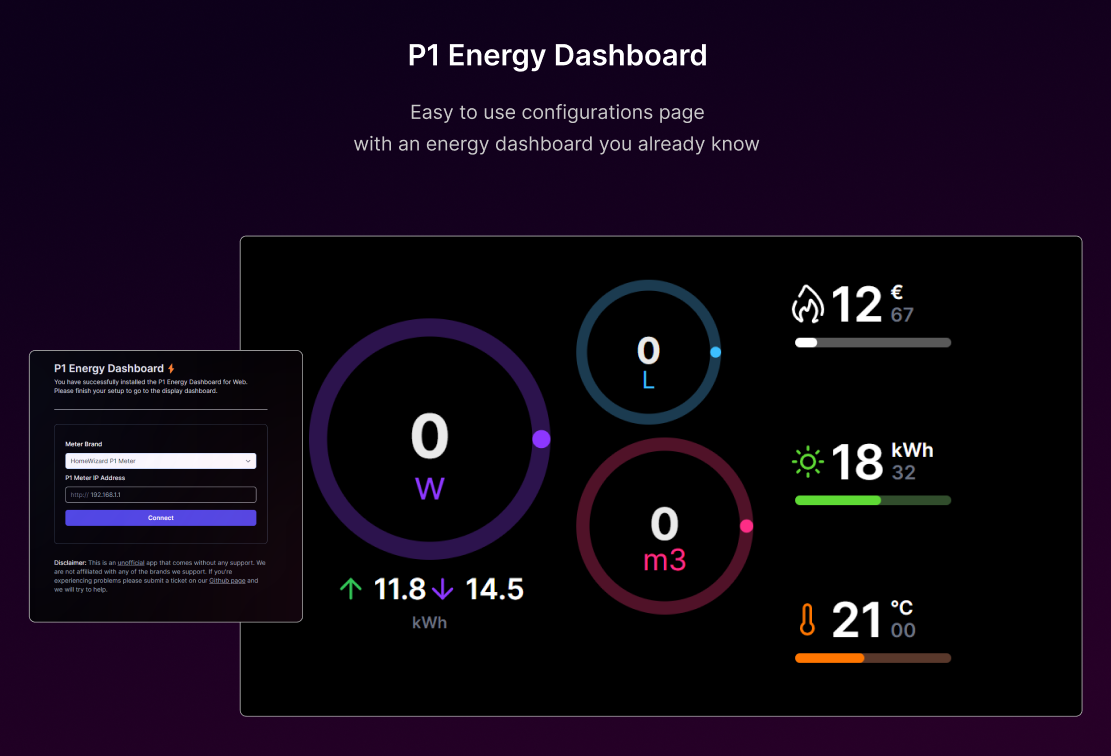 P1 Energy Dashboard
Easy to use configurations page
with an energy dashboard you already know
P1 Energy Dashboard
You have successfully installed the P1 Energy Dashboard for Web.
Please finish your setup to go to the display dashboard.
Meter Brand
HomeWizard P1 Meter
P1 Meter IP Address
http:// 192.168.1.1
Connect
Disclaimer: This is an unofficial app that comes without any support. We
are not affiliated with any of the brands we support. If you're
experiencing problems please submit a ticket on our Github page and
we will try to help.
0
W
11.8 14.5
kWh
0
L
0
m3
12 €
67
18 kWh
32
21 °C
00